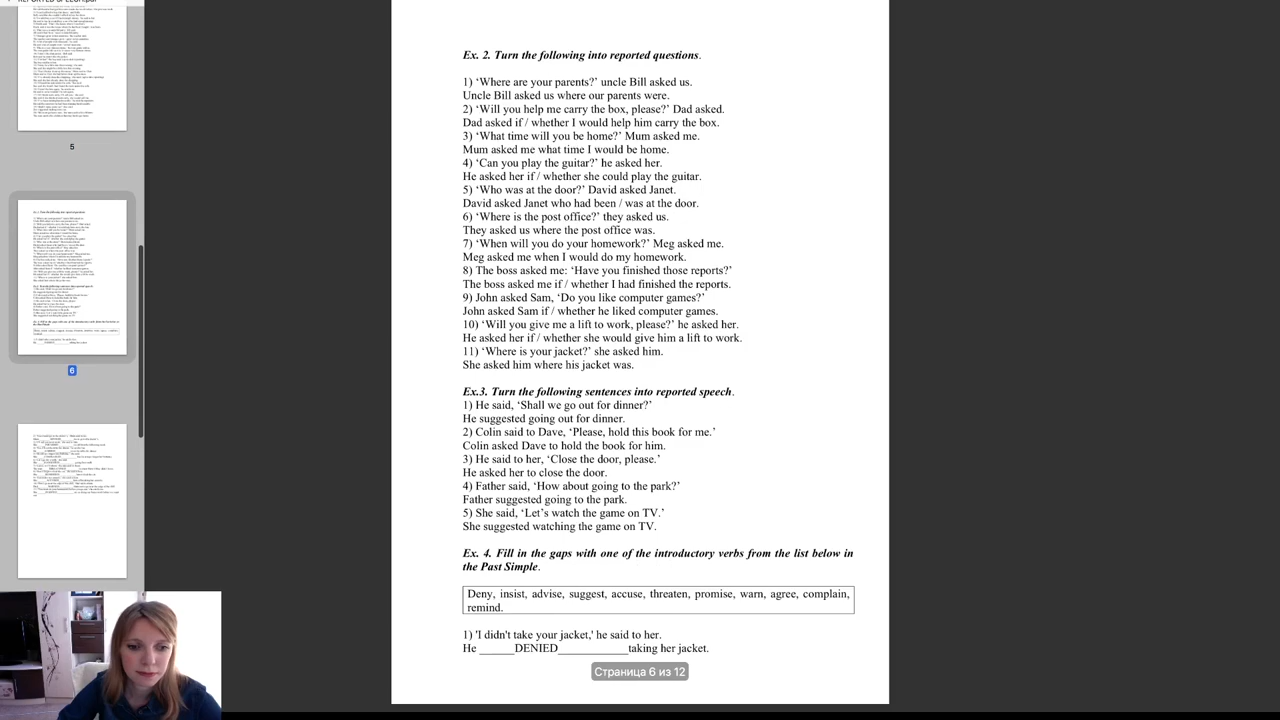 REPORTED SPEECH.pdf
5
6
Ex. 2. Turn the following into reported questions.
1) ‘Where are your parents?’ uncle Bill asked us.
Uncle Bill asked us where our parents were.
2) ‘Will you help me carry the box, please?’ Dad asked.
Dad asked if / whether I would help him carry the box.
3) ‘What time will you be home?’ Mum asked me.
Mum asked me what time I would be home.
4) ‘Can you play the guitar?’ he asked her.
He asked her if / whether she could play the guitar.
5) ‘Who was at the door?’ David asked Janet.
David asked Janet who had been / was at the door.
6) ‘Where is the post office?’ they asked us.
They asked us where the post office was.
7) ‘When will you do your homework?’ Meg asked me.
Meg asked me when I would do my homework.
8) The boss asked me: ‘Have you finished those reports?’
The boss asked me if / whether I had finished the reports.
9) John asked Sam, ‘Do you like computer games?’
John asked Sam if / whether he liked computer games.
10) ‘Will you give me a lift to work, please?’ he asked her.
He asked her if / whether she would give him a lift to work.
11) ‘Where is your jacket?’ she asked him.
She asked him where his jacket was.
Ex.3. Turn the following sentences into reported speech.
1) He said, ‘Shall we go out for dinner?’
He suggested going out for dinner.
2) Colin said to Dave, ‘Please, hold this book for me.’
Colin asked Dave to hold the book for him.
3) He said to her, ‘Close the door, please.’
He asked her to close the door.
4) Father said, ‘How about going to the park?’
Father suggested going to the park.
5) She said, ‘Let’s watch the game on TV.’
She suggested watching the game on TV.
Ex. 4. Fill in the gaps with one of the introductory verbs from the list below in
the Past Simple.
Deny, insist, advise, suggest, accuse, threaten, promise, warn, agree, complain,
remind.
1) 'I didn't take your jacket,' he said to her.
He ______DENIED____________taking her jacket.
Страница 6 из 12